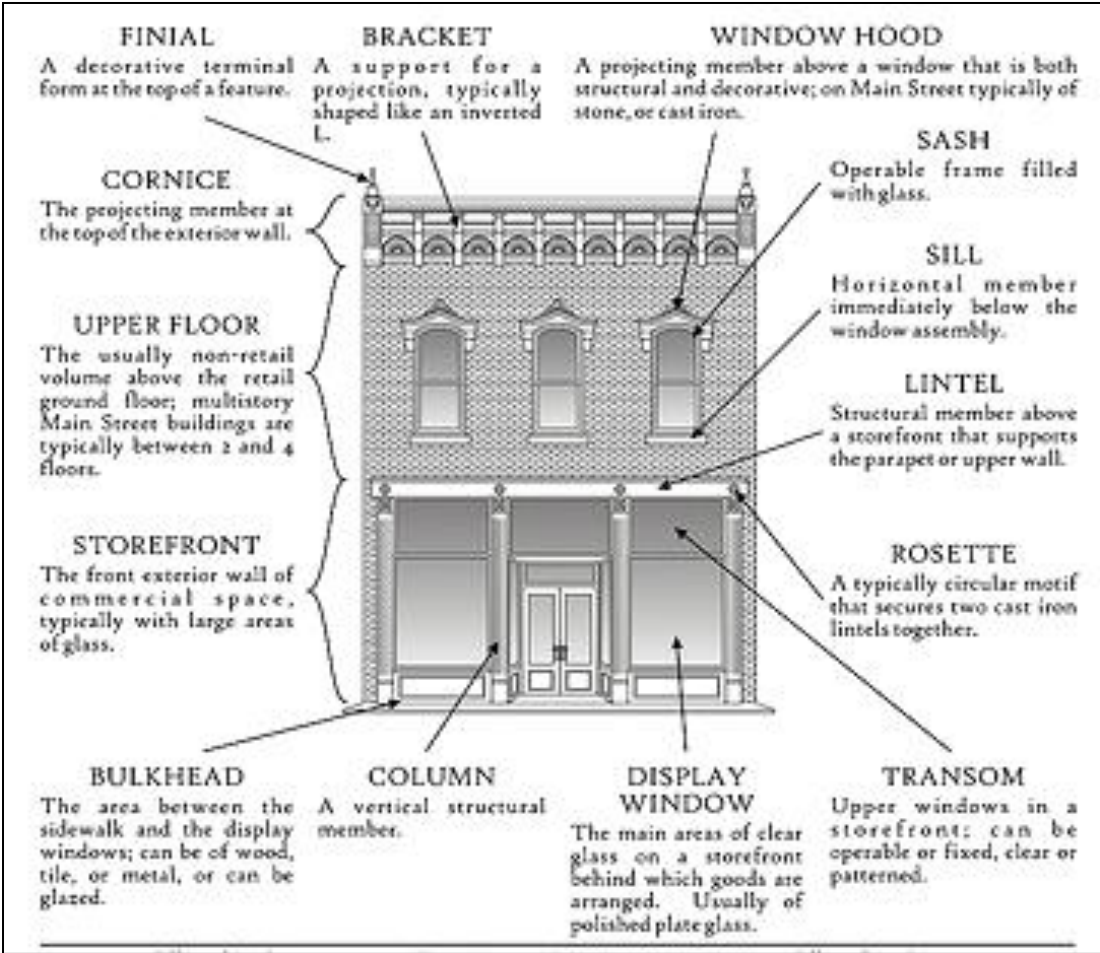 FINIAL
A decorative terminal
form at the top of a feature.
BRACKET
A support for a
projection, typically
shaped like an inverted
L.
WINDOW HOOD
A projecting member above a window that is both
structural and decorative; on Main Street typically of
stone, or cast iron.
SASH
Operable frame filled
with glass.
CORNICE
The projecting member at
the top of the exterior wall.
SILL
Horizontal member
immediately below the
window assembly.
UPPER FLOOR
The usually non-retail
volume above the retail
ground floor; multistory
Main Street buildings are
typically between 2 and 4
floors.
LINTEL
Structural member above
a storefront that supports
the parapet or upper wall.
STOREFRONT
The front exterior wall of
commercial space,
typically with large areas
of glass.
ROSETTE
A typically circular motif
that secures two cast iron
lintels together.
BULKHEAD
The area between the
sidewalk and the display
windows; can be of wood,
tile, or metal, or can be
glazed.
COLUMN
A vertical structural
member.
DISPLAY
WINDOW
The main areas of clear
glass on a storefront
behind which goods are
arranged. Usually of
polished plate glass.
TRANSOM
Upper windows in a
storefront; can be
operable or fixed, clear or
patterned.